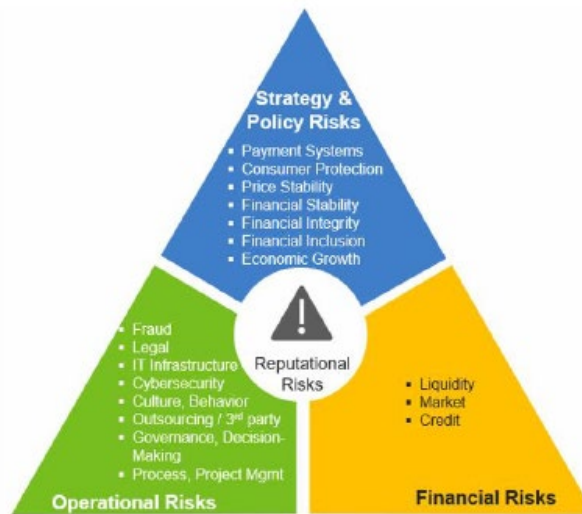 Strategy &
Policy Risks
▪ Payment Systems
▪ Consumer Protection
▪ Price Stability
▪ Financial Stability
▪ Financial Integrity
▪ Financial Inclusion
▪ Economic Growth
Reputational
Risks
▪ Fraud
▪ Legal
▪ IT Infrastructure
▪ Cybersecurity
▪ Culture, Behavior
▪ Outsourcing / 3rd party
▪ Governance, Decision-
Making
▪ Process, Project Mgmt
Operational Risks
▪ Liquidity
▪ Market
▪ Credit
Financial Risks